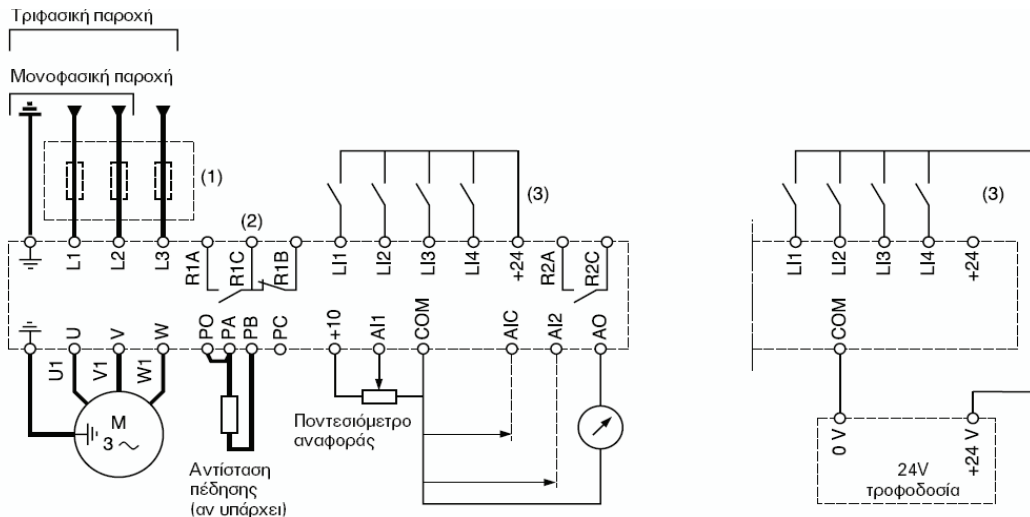 Τριφασική παροχή
Μονοφασική παροχή
(1)
(2)
(3)
(3)
L1 L2 L3 R1A R1C R1B LI1 LI2 LI3 LI4 +24 R2A R2C
LI1 LI2 LI3 LI4 +24
U V W PO PA PB PC +10 AI1 COM AIC AI2 AO
COM
U1 V1 W1
M
3 ~
Ποντεσιόμετρο
αναφοράς
Αντίσταση
πέδησης
(αν υπάρχει)
0 V +24 V
24V
τροφοδοσία